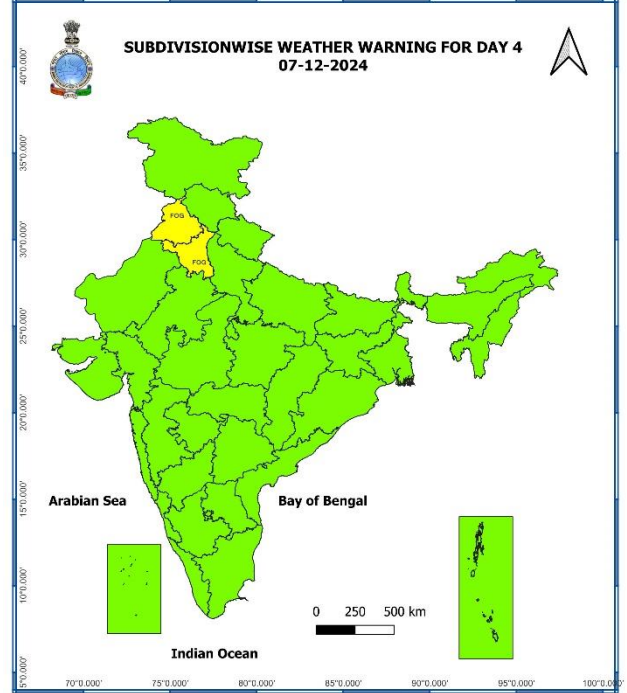 SUBDIVISIONWISE WEATHER WARNING FOR DAY 4
07-12-2024
40°0.000'
35°0.000'
30°0.000'
25°0.000'
20°0.000'
15°0.000'
10°0.000'
5°0.000'
FOG
FOG
Arabian Sea
Bay of Bengal
0 250 500 km
Indian Ocean
70°0.000' 75°0.000' 80°0.000' 85°0.000' 90°0.000' 95°0.000' 100°0.000'